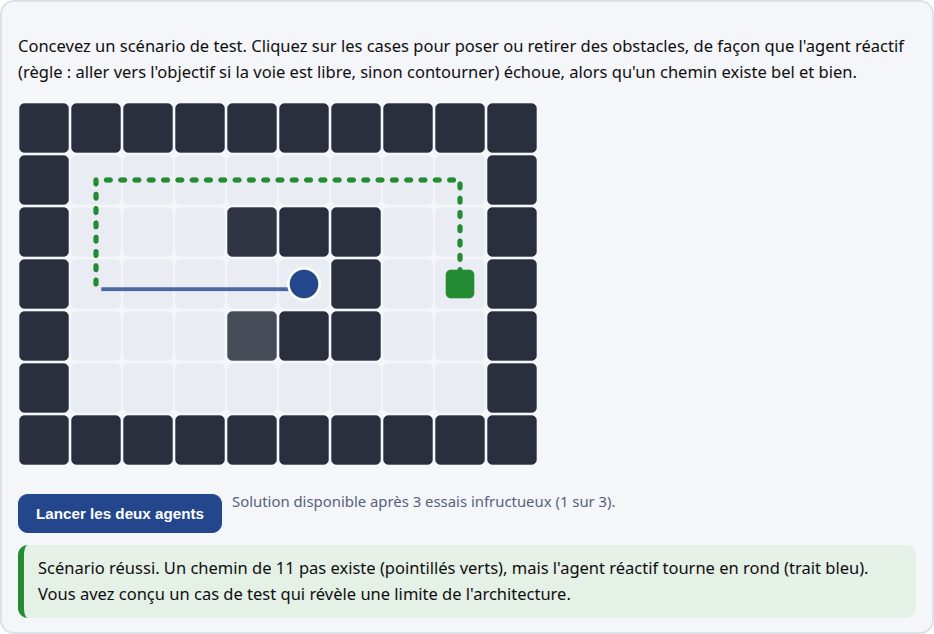 Concevez un scénario de test. Cliquez sur les cases pour poser ou retirer des obstacles, de façon que l'agent réactif
(règle : aller vers l'objectif si la voie est libre, sinon contourner) échoue, alors qu'un chemin existe bel et bien.
Lancer les deux agents
Solution disponible après 3 essais infructueux (1 sur 3).
Scénario réussi. Un chemin de 11 pas existe (pointillés verts), mais l'agent réactif tourne en rond (trait bleu).
Vous avez conçu un cas de test qui révèle une limite de l'architecture.